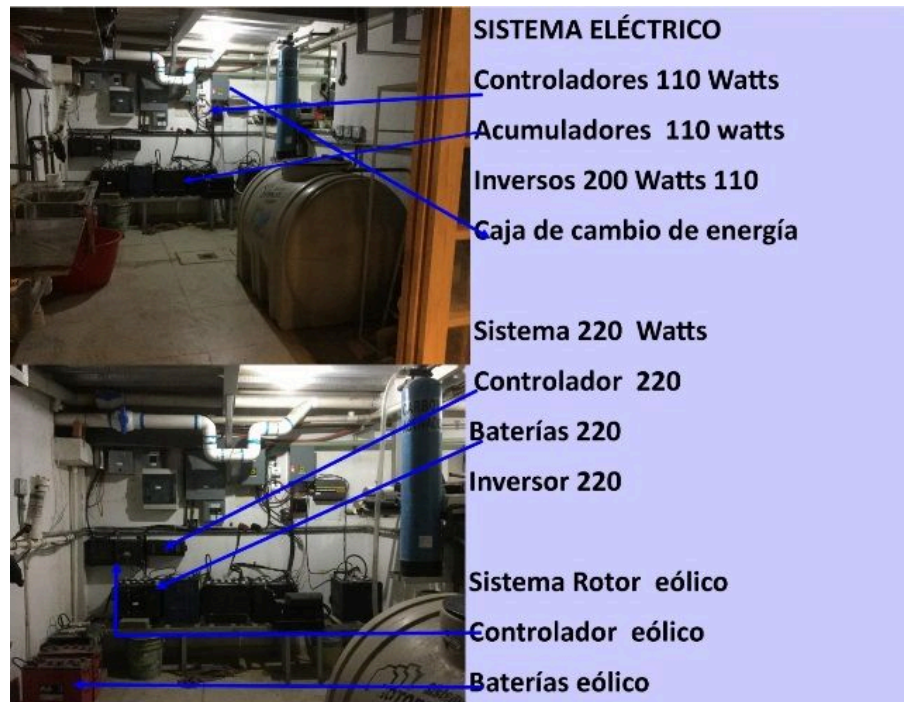 SISTEMA ELÉCTRICO
Controladores 110 Watts
Acumuladores 110 watts
Inversos 200 Watts 110
Caja de cambio de energía
Sistema 220 Watts
Controlador 220
Baterías 220
Inversor 220
Sistema Rotor eólico
Controlador eólico
Baterías eólico